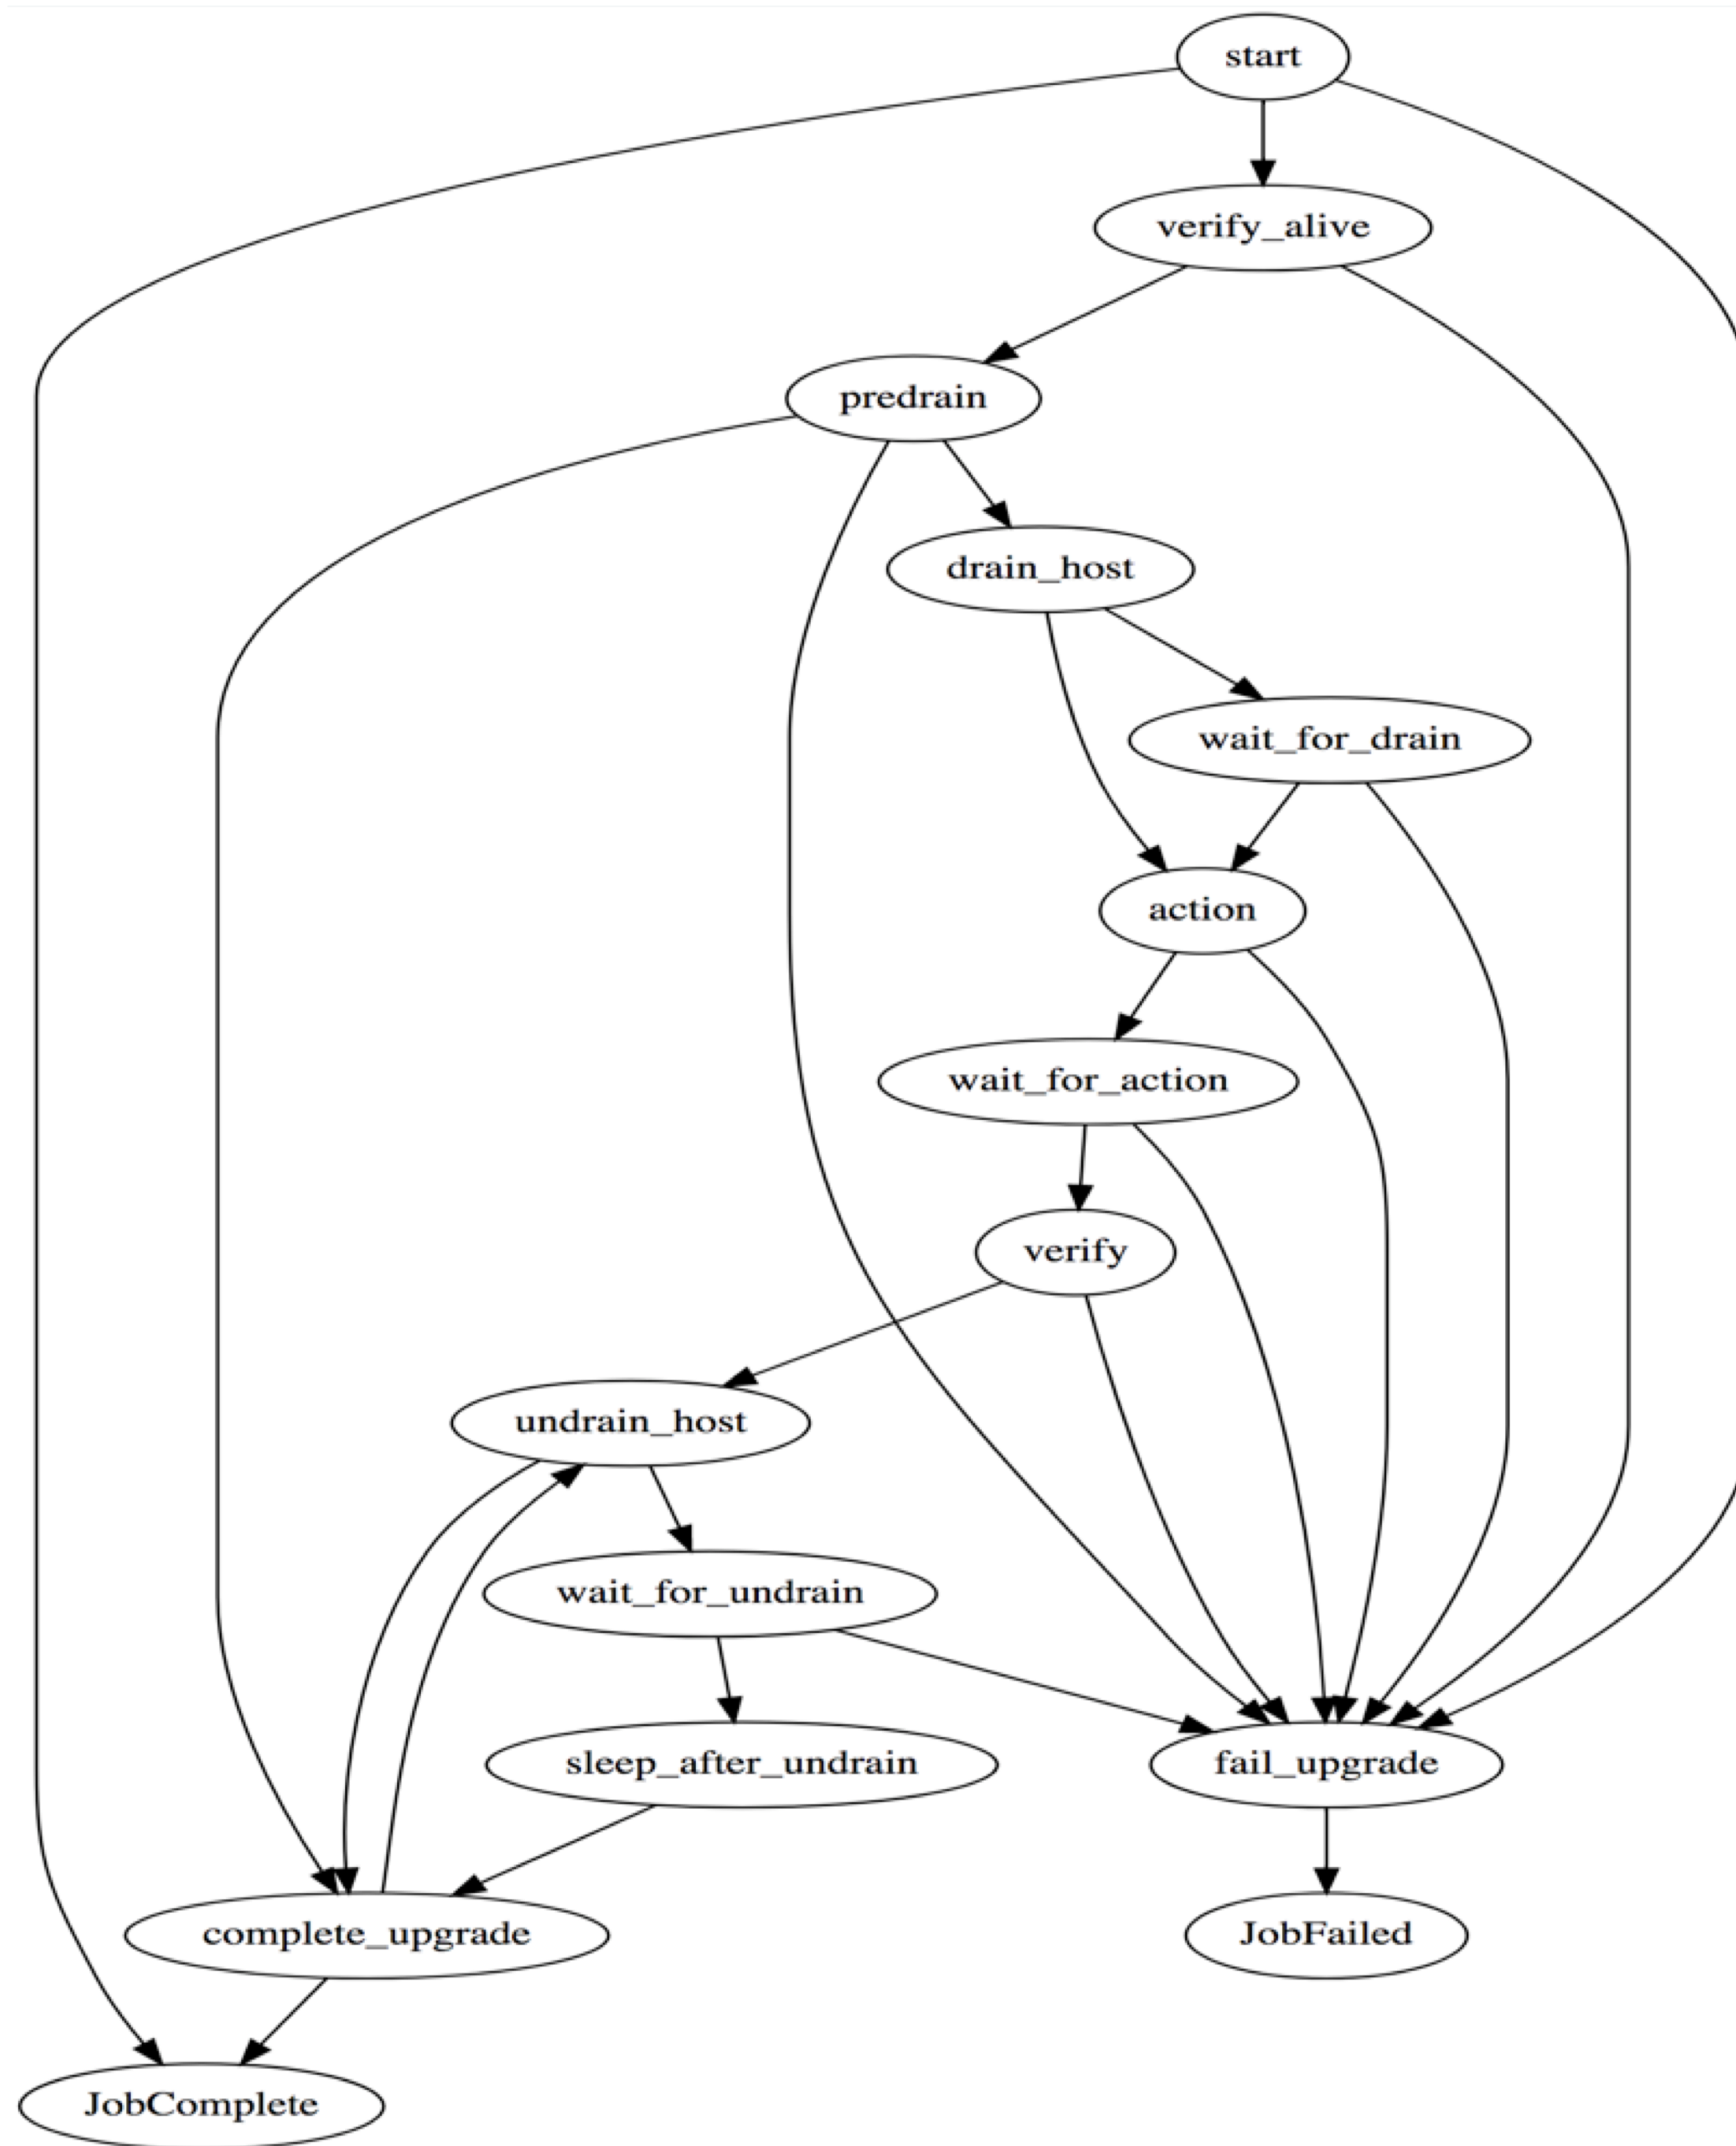 start
verify_alive
predrain
drain_host
wait_for_drain
action
wait_for_action
verify
undrain_host
wait_for_undrain
sleep_after_undrain
fail_upgrade
complete_upgrade
JobFailed
JobComplete